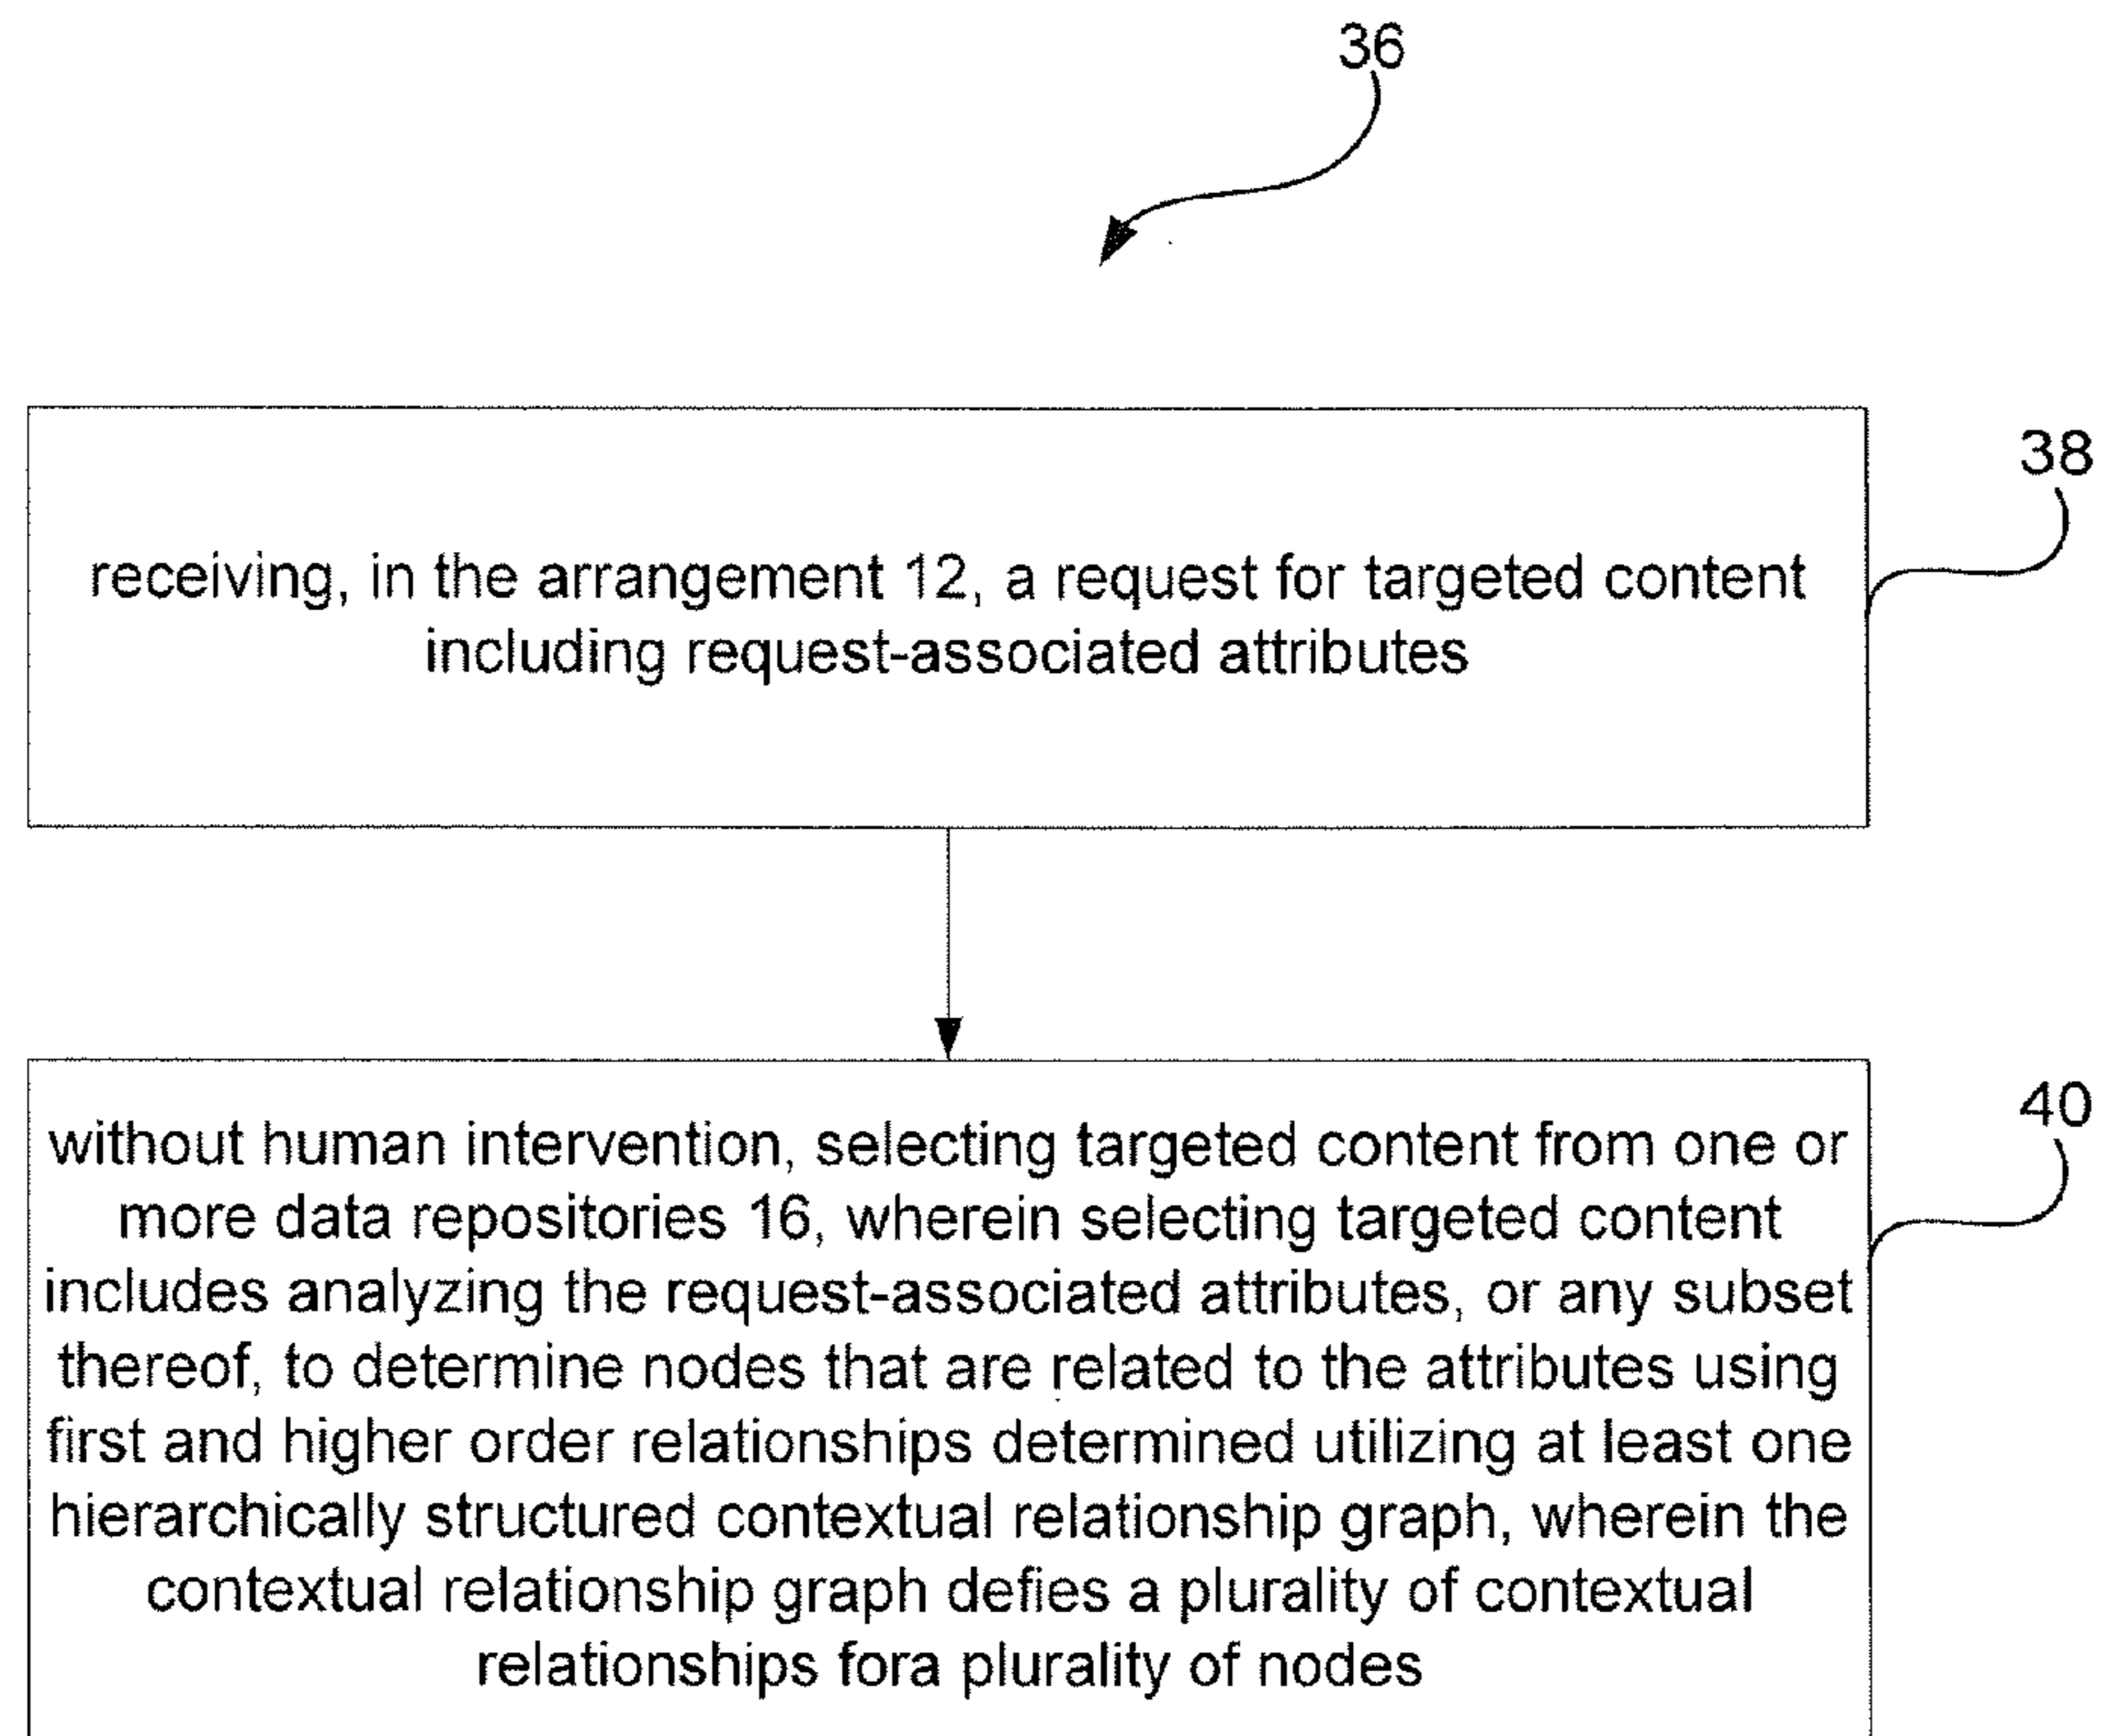 36
38
receiving, in the arrangement 12, a request for targeted content
including request-associated attributes
40
without human intervention, selecting targeted content from one or
more data repositories 16, wherein selecting targeted content
includes analyzing the request-associated attributes, or any subset
thereof, to determine nodes that are related to the attributes using
first and higher order relationships determined utilizing at least one
hierarchically structured contextual relationship graph, wherein the
contextual relationship graph defies a plurality of contextual
relationships fora plurality of nodes